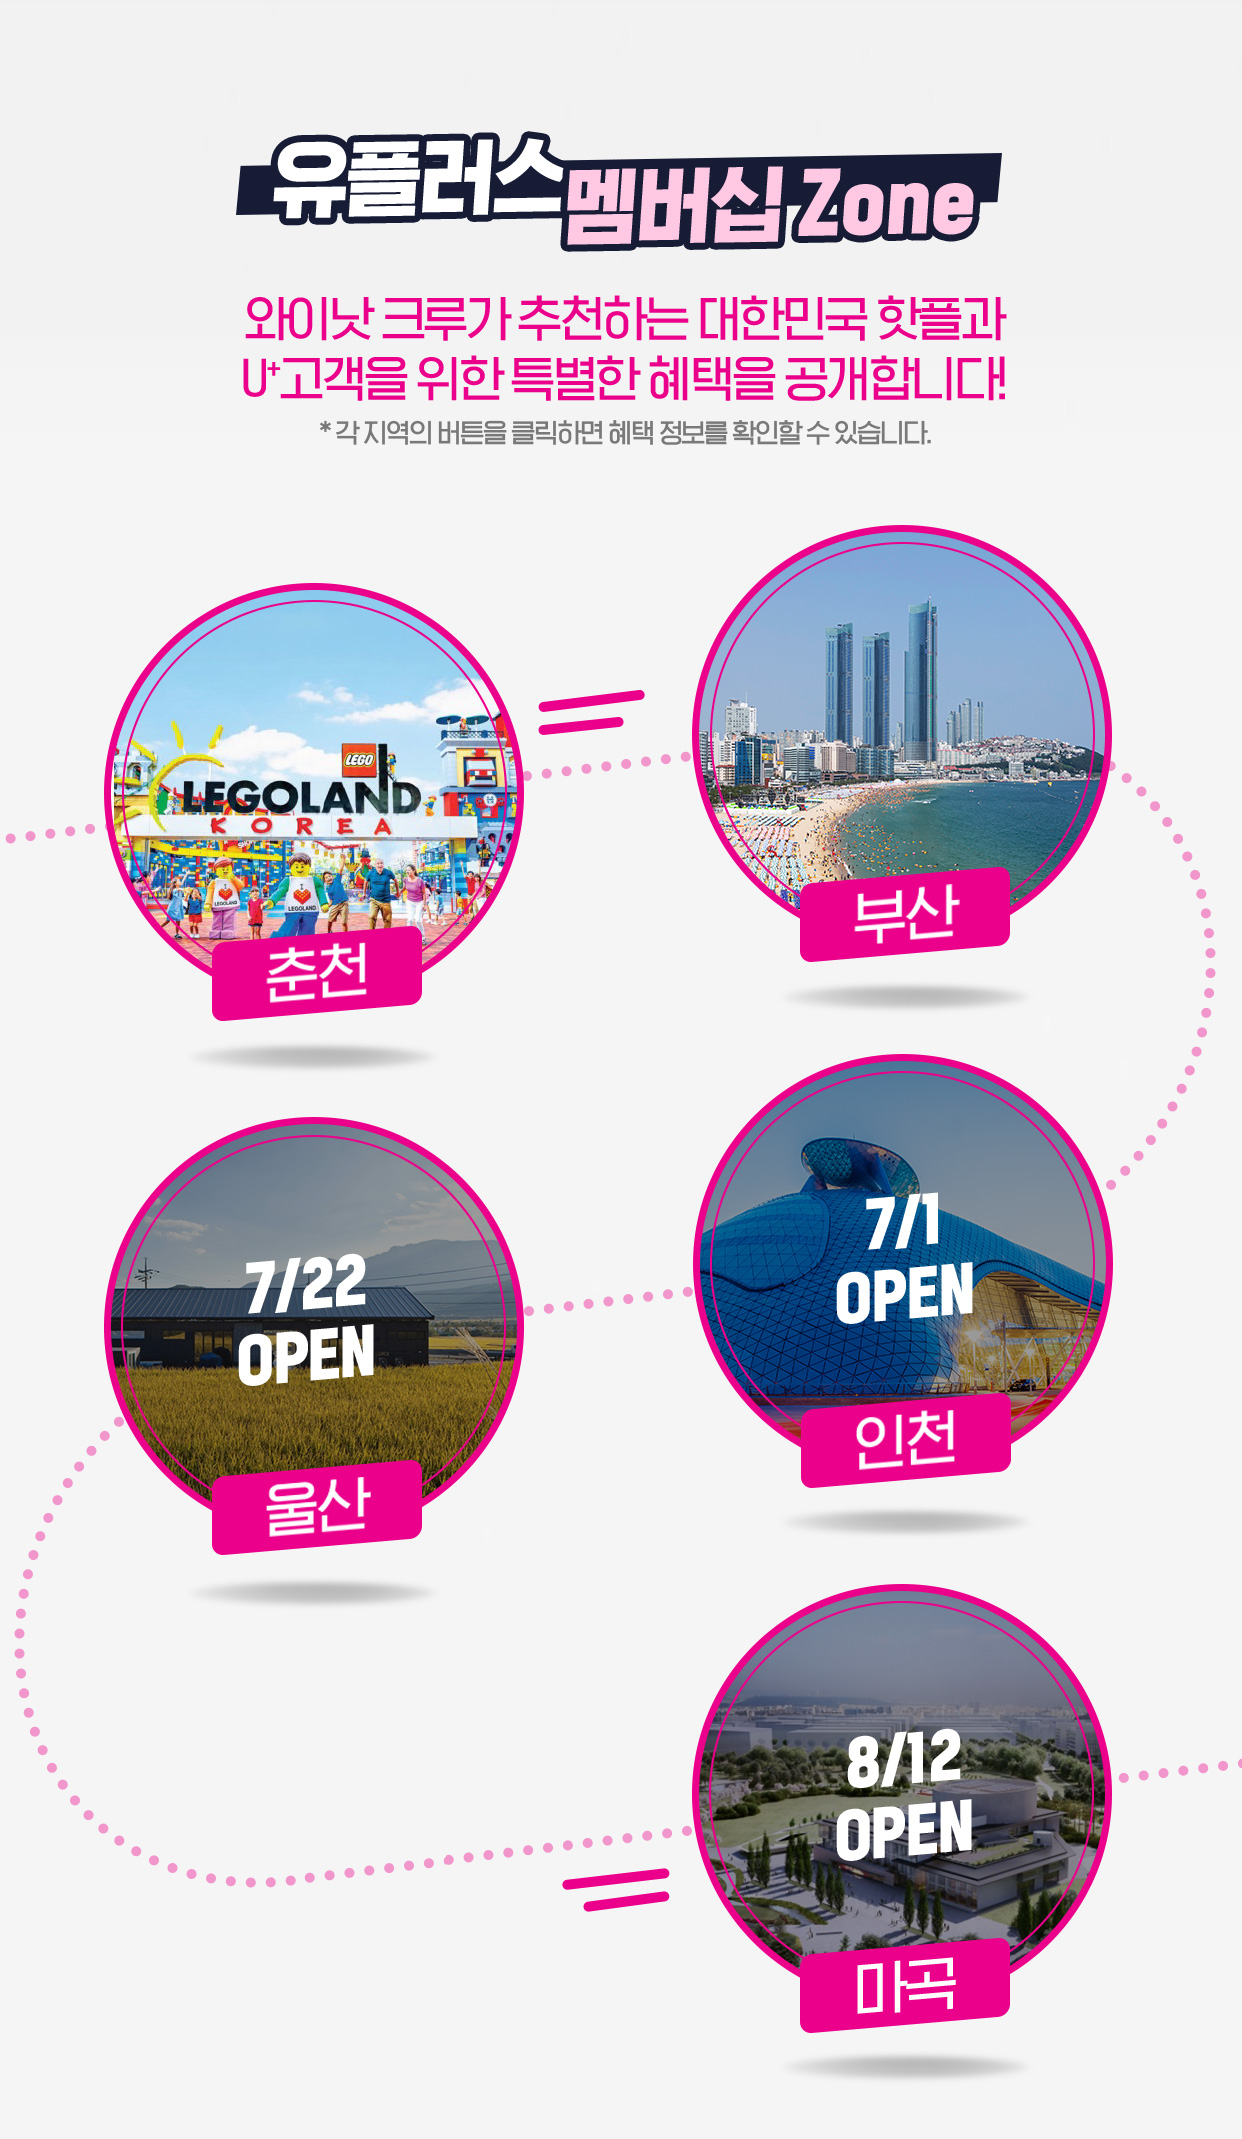 유플러스
멤버십 Zone
와이낫 크루가 추천하는 대한민국 핫플과
U+고객을 위한 특별한 혜택을 공개합니다!
* 각 지역의 버튼을 클릭하면 혜택 정보를 확인할 수 있습니다.
LEGO
LEGOLAND
KOREA
I
LEGOLAND
I
LEGOLAND
춘천
부산
7/22
OPEN
울산
7/1
OPEN
인천
8/12
OPEN
마곡